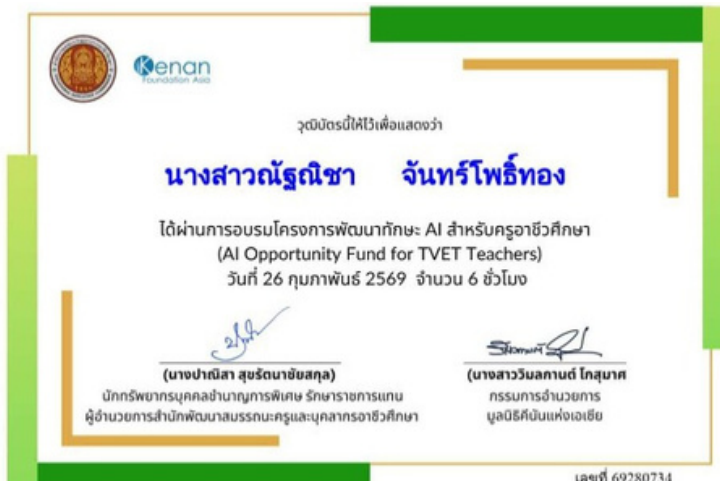 Kenan
Foundation Asia
วุฒิบัตรนี้ให้ไว้เพื่อแสดงว่า
นางสาวณัฐณิชา จันทร์โพธิ์ทอง
ได้ผ่านการอบรมโครงการพัฒนาทักษะ AI สำหรับครูอาชีวศึกษา
(AI Opportunity Fund for TVET Teachers)
วันที่ 26 กุมภาพันธ์ 2569 จำนวน 6 ชั่วโมง
(นางปาณิสา สุขรัตนาชัยสกุล)
นักทรัพยากรบุคคลชำนาญการพิเศษ รักษาราชการแทน
ผู้อำนวยการสำนักพัฒนาสมรรถนะครูและบุคลากรอาชีวศึกษา
(นางสาววิมลกานต์ โกสุมาศ
กรรมการอำนวยการ
มูลนิธิคีนันแห่งเอเซีย
เลขที่ 69280734